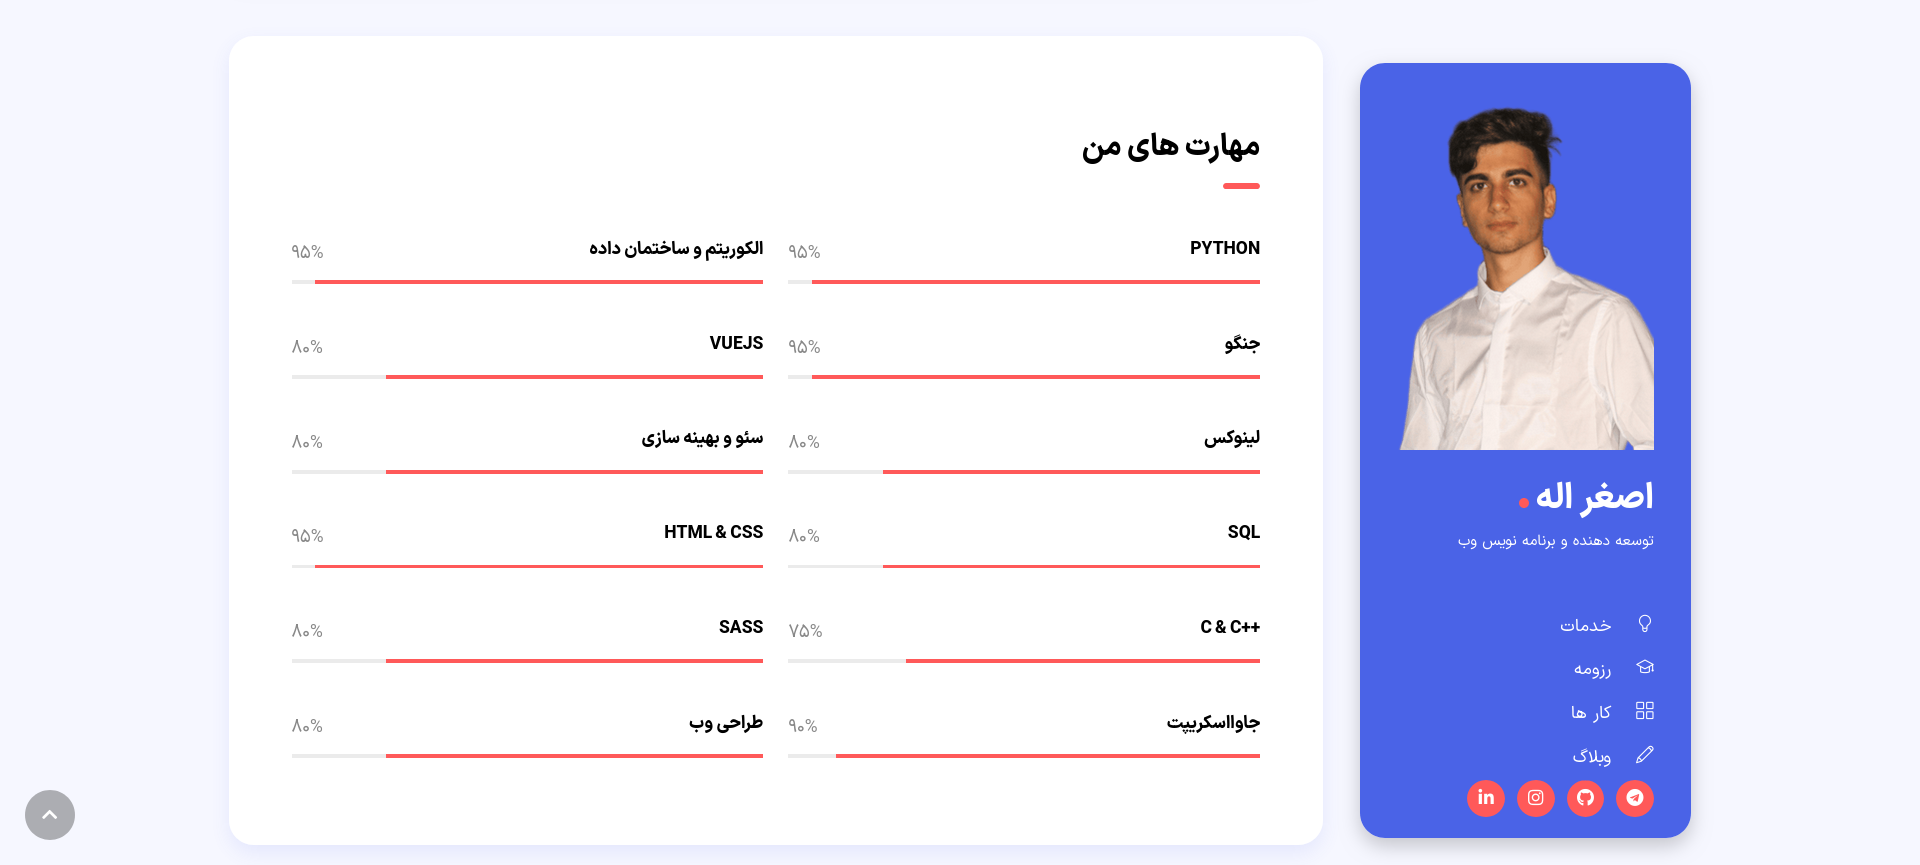 مهارت های من
PYTHON
۹۵%
الکوریتم و ساختمان داده
۹۵%
جنگو
۹۵%
VUEJS
۸۰%
لینوکس
۸۰%
سئو و بهینه سازی
۸۰%
SQL
۸۰%
HTML & CSS
۹۵%
C & C++
۷۵%
SASS
۸۰%
جاوااسکریپت
۹۰%
طراحی وب
۸۰%
اصغر اله
توسعه دهنده و برنامه نویس وب
خدمات
رزومه
کار ها
وبلاگ
in